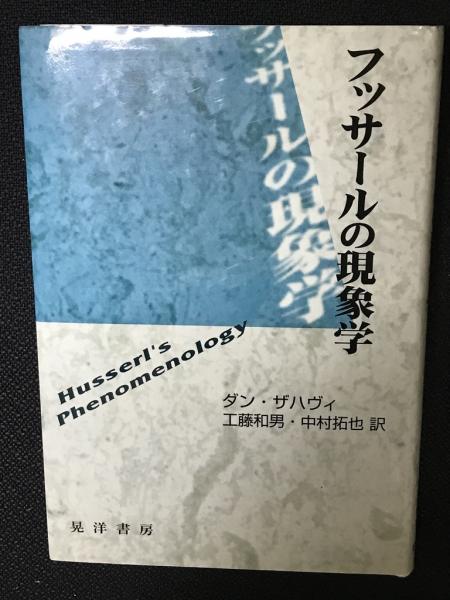 フッサールの現象学
フッサールの現象学
Husserl's
Phenomenology
ダン・ザハヴィ
工藤和男・中村拓也 訳
晃洋書房